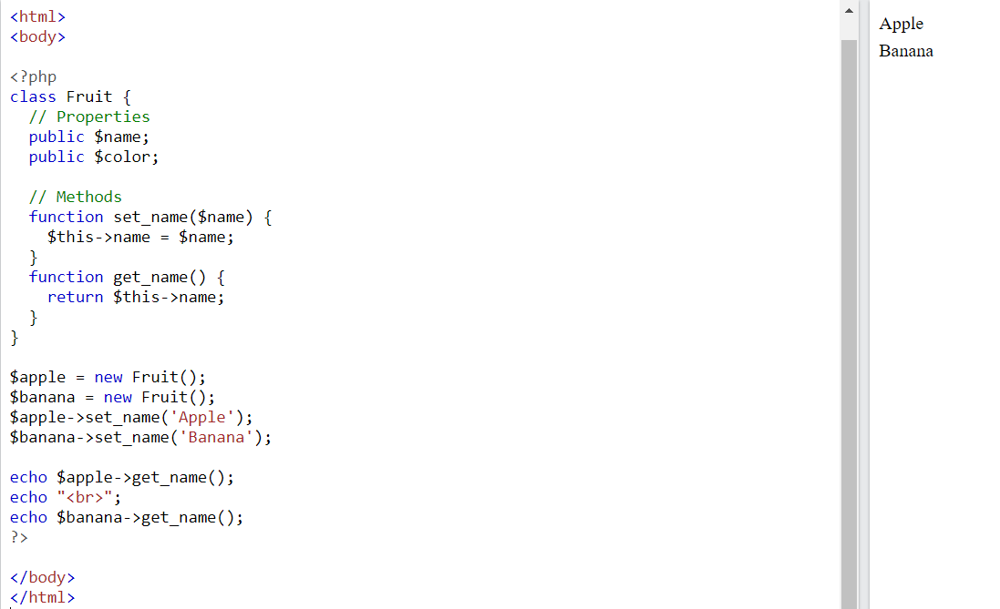 <html>
<body>
<?php
class Fruit {
  // Properties
  public $name;
  public $color;
  // Methods
  function set_name($name) {
    $this->name = $name;
  }
  function get_name() {
    return $this->name;
  }
}
$apple = new Fruit();
$banana = new Fruit();
$apple->set_name('Apple');
$banana->set_name('Banana');
echo $apple->get_name();
echo "<br>";
echo $banana->get_name();
?>
</body>
</html>
Apple
Banana